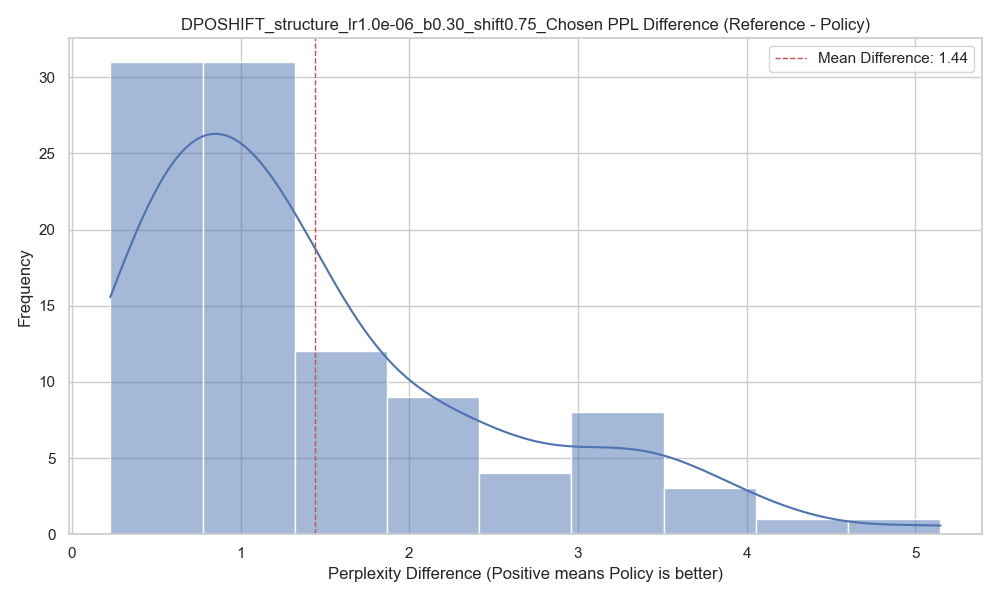 DPOSHIFT_structure_lr1.0e-06_b0.30_shift0.75_Chosen PPL Difference (Reference - Policy)
Mean Difference: 1.44
Frequency
30
25
20
15
10
5
0
0 1 2 3 4 5
Perplexity Difference (Positive means Policy is better)